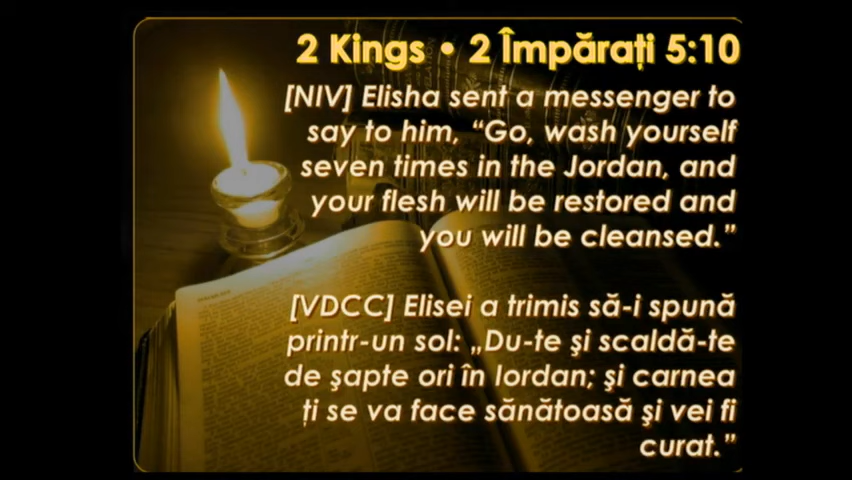 2 Kings • 2 Împăraţi 5:10
[NIV] Elisha sent a messenger to
say to him, “Go, wash yourself
seven times in the Jordan, and
your flesh will be restored and
you will be cleansed.”
[VDCC] Elisei a trimis să-i spună
printr-un sol: „Du-te şi scaldă-te
de şapte ori în Iordan; şi carnea
ţi se va face sănătoasă şi vei fi
curat.”